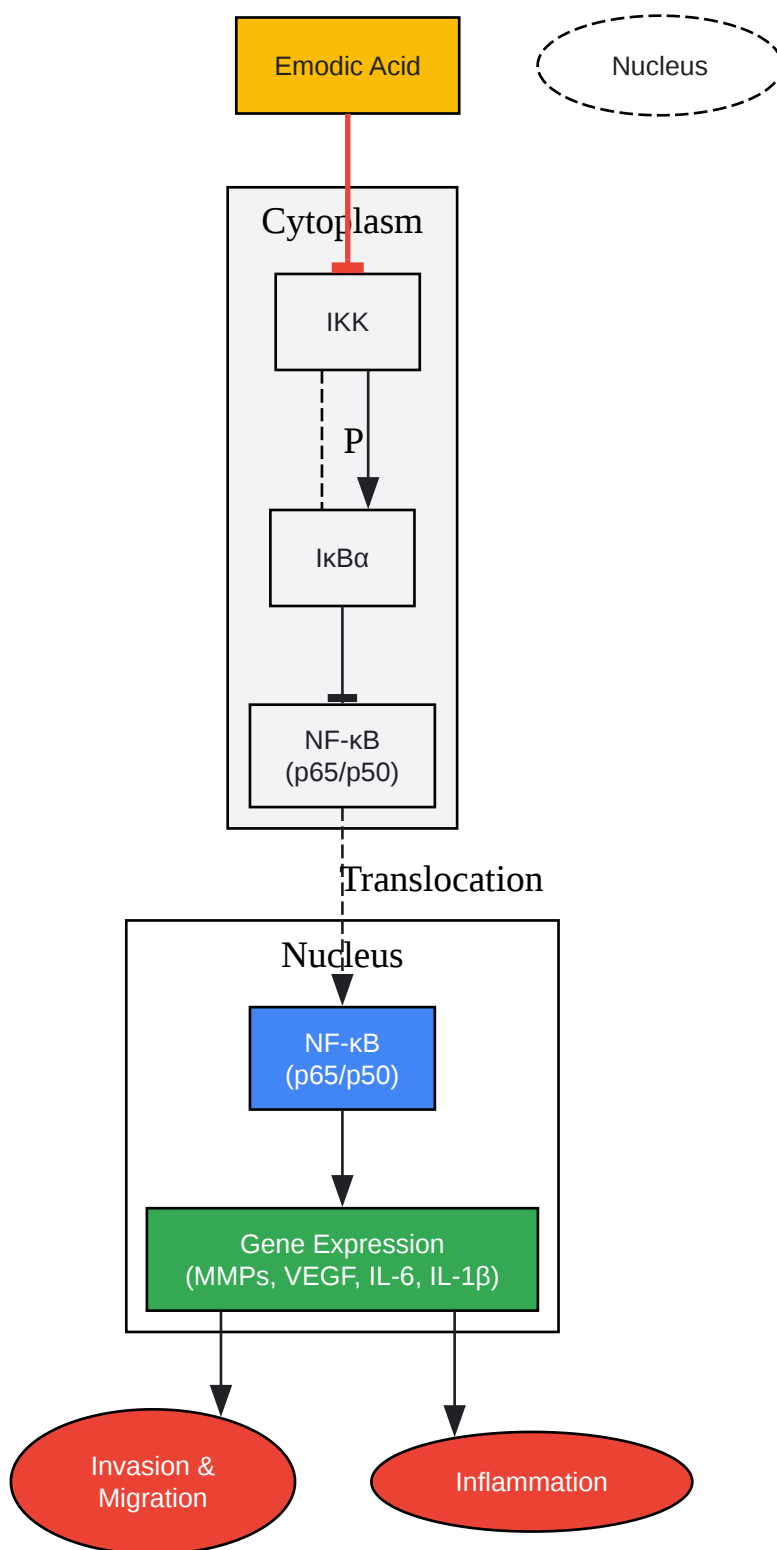 Emodic Acid
Nucleus
Cytoplasm
IKK
P
IκBα
NF-κB
(p65/p50)
Translocation
Nucleus
NF-κB
(p65/p50)
Gene Expression
(MMPs, VEGF, IL-6, IL-1β)
Invasion &
Migration
Inflammation